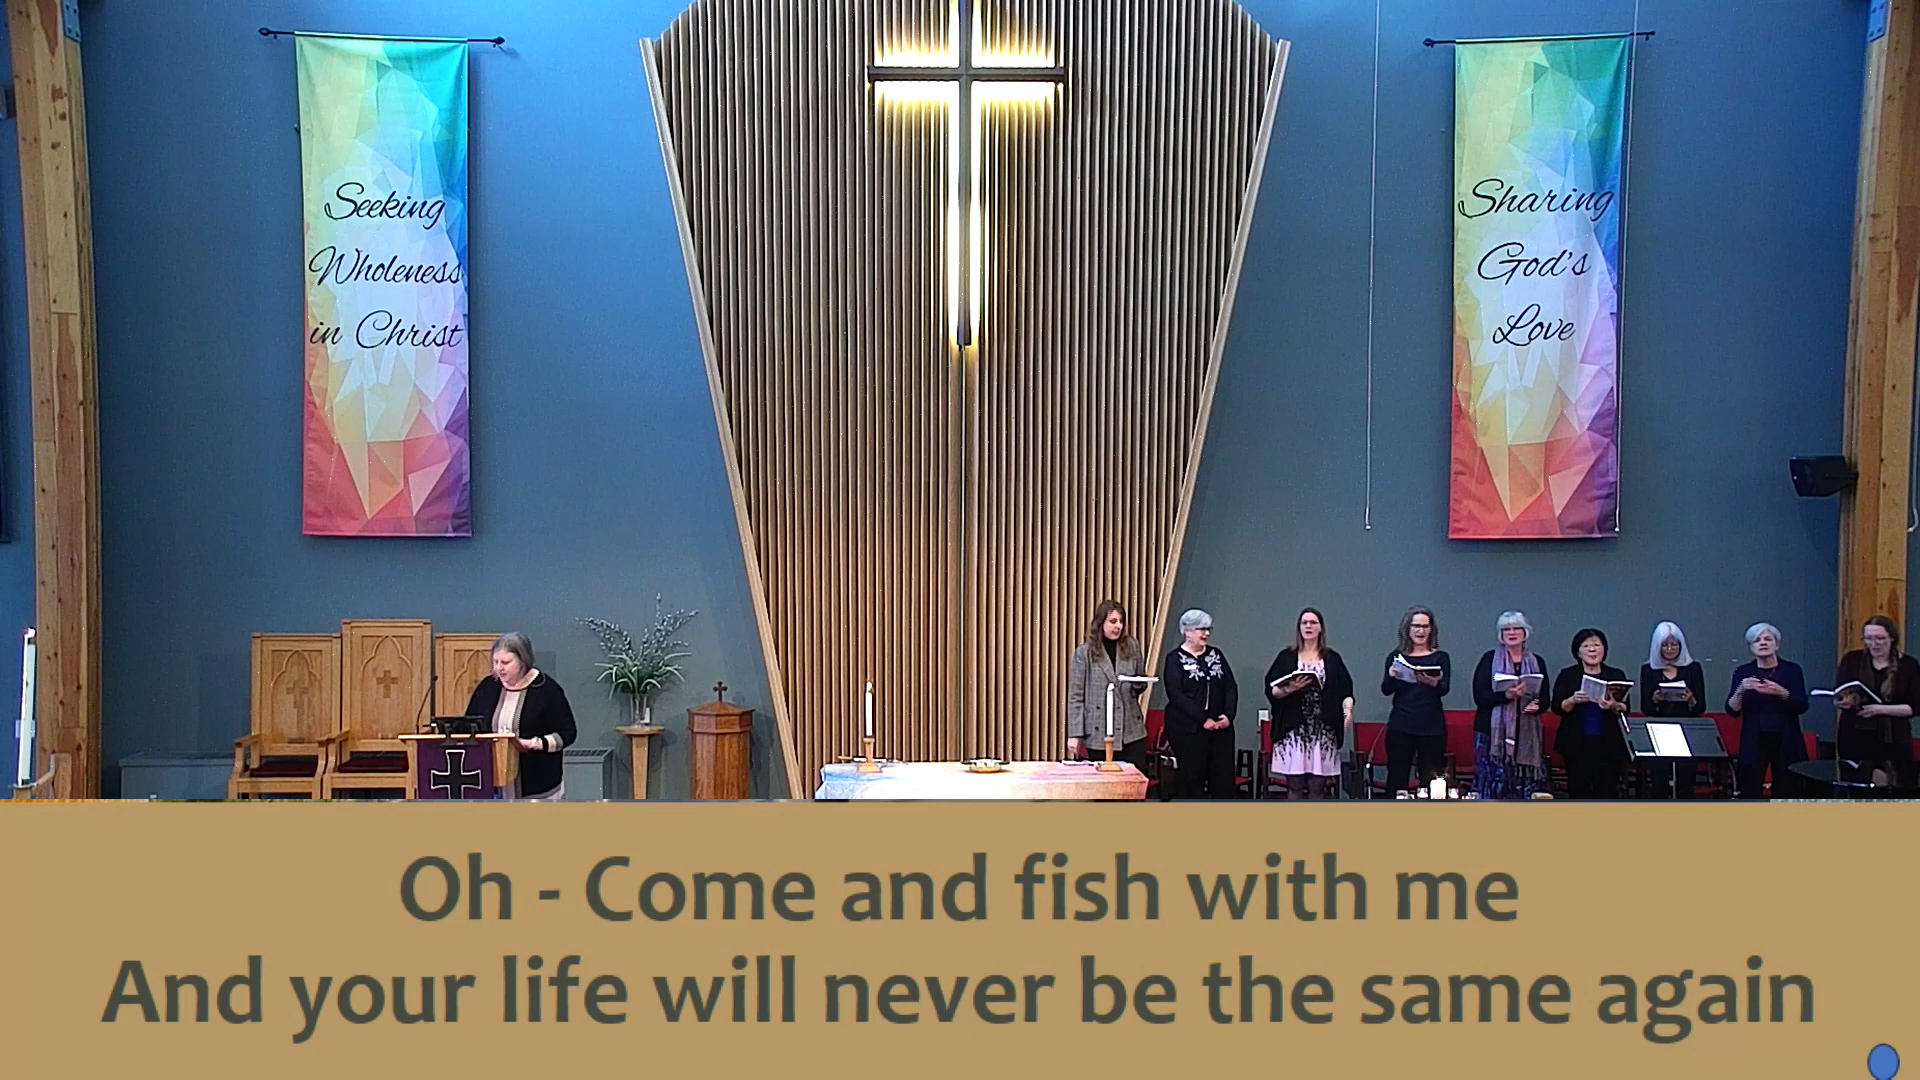 Seeking
Wholeness
in Christ
Sharing
God's
Love
Oh - Come and fish with me
And your life will never be the same again